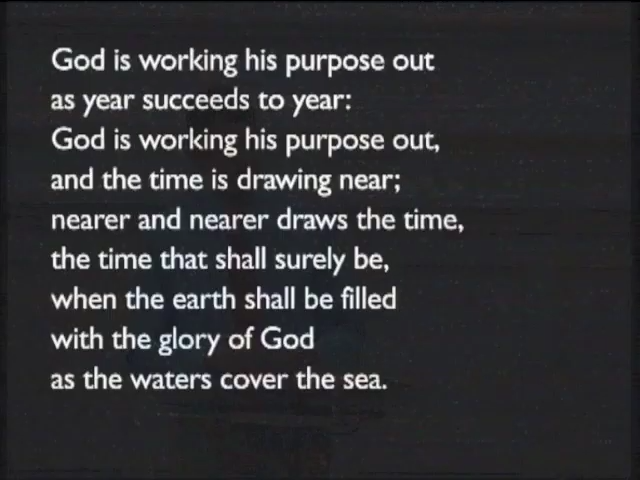 God is working his purpose out
as year succeeds to year:
God is working his purpose out,
and the time is drawing near;
nearer and nearer draws the time,
the time that shall surely be,
when the earth shall be filled
with the glory of God
as the waters cover the sea.